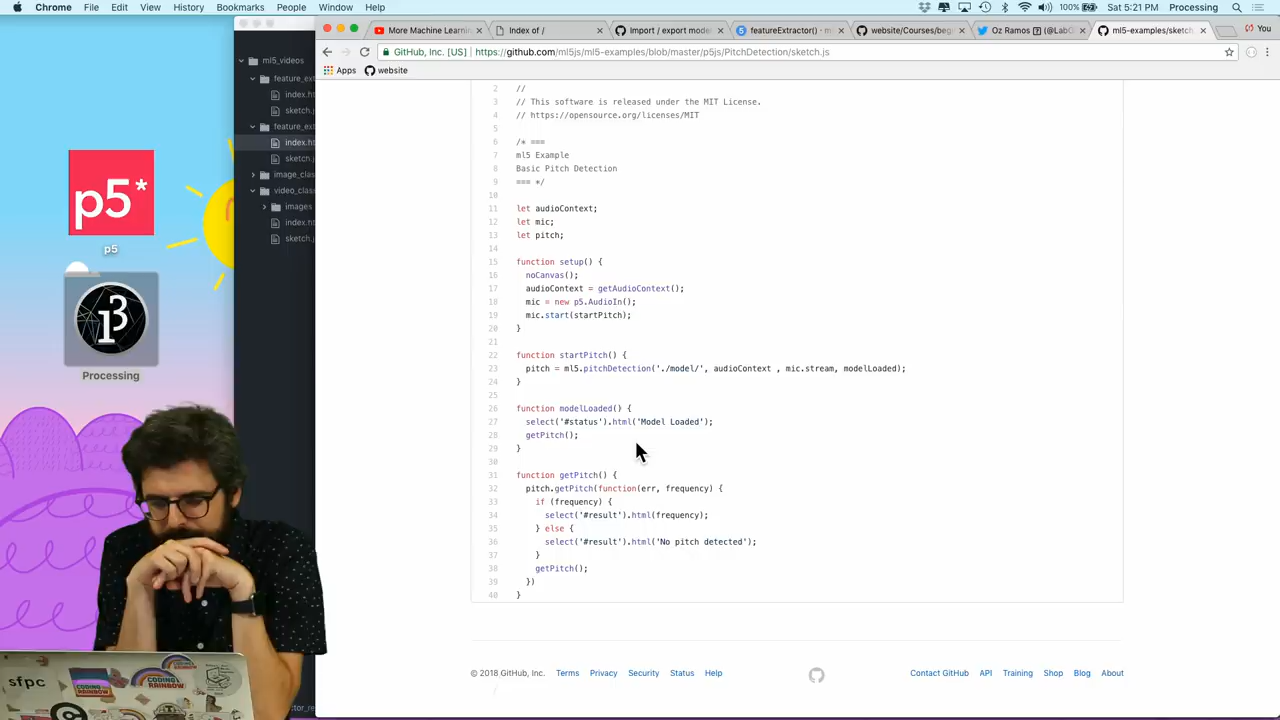 Chrome File Edit View History Bookmarks People Window Help
100% Sat 5:21 PM Processing
More Machine Learnin
Index of /
Import / export model
featureExtractor() · m
website/Courses/beg
Oz Ramos
ml5-examples/sketch
You
GitHub, Inc. [US] https://github.com/ml5js/ml5-examples/blob/master/p5js/PitchDetection/sketch.js
Apps website
ml5_videos
feature_ext
index.ht
sketch.j
feature_ext
index.ht
sketch.j
image_clas
video_clas
images
index.ht
sketch.j
p5*
p5
Processing
2 //
3 // This software is released under the MIT License.
4 // https://opensource.org/licenses/MIT
5
6 /* ===
7 ml5 Example
8 Basic Pitch Detection
9 === */
10
11 let audioContext;
12 let mic;
13 let pitch;
14
15 function setup() {
16 noCanvas();
17 audioContext = getAudioContext();
18 mic = new p5.AudioIn();
19 mic.start(startPitch);
20 }
21
22 function startPitch() {
23 pitch = ml5.pitchDetection('./model/', audioContext , mic.stream, modelLoaded);
24 }
25
26 function modelLoaded() {
27 select('#status').html('Model Loaded');
28 getPitch();
29 }
30
31 function getPitch() {
32 pitch.getPitch(function(err, frequency) {
33 if (frequency) {
34 select('#result').html(frequency);
35 } else {
36 select('#result').html('No pitch detected');
37 }
38 getPitch();
39 })
40 }
© 2018 GitHub, Inc. Terms Privacy Security Status Help
Contact GitHub API Training Shop Blog About
sfpc
CODING
RAINBOW